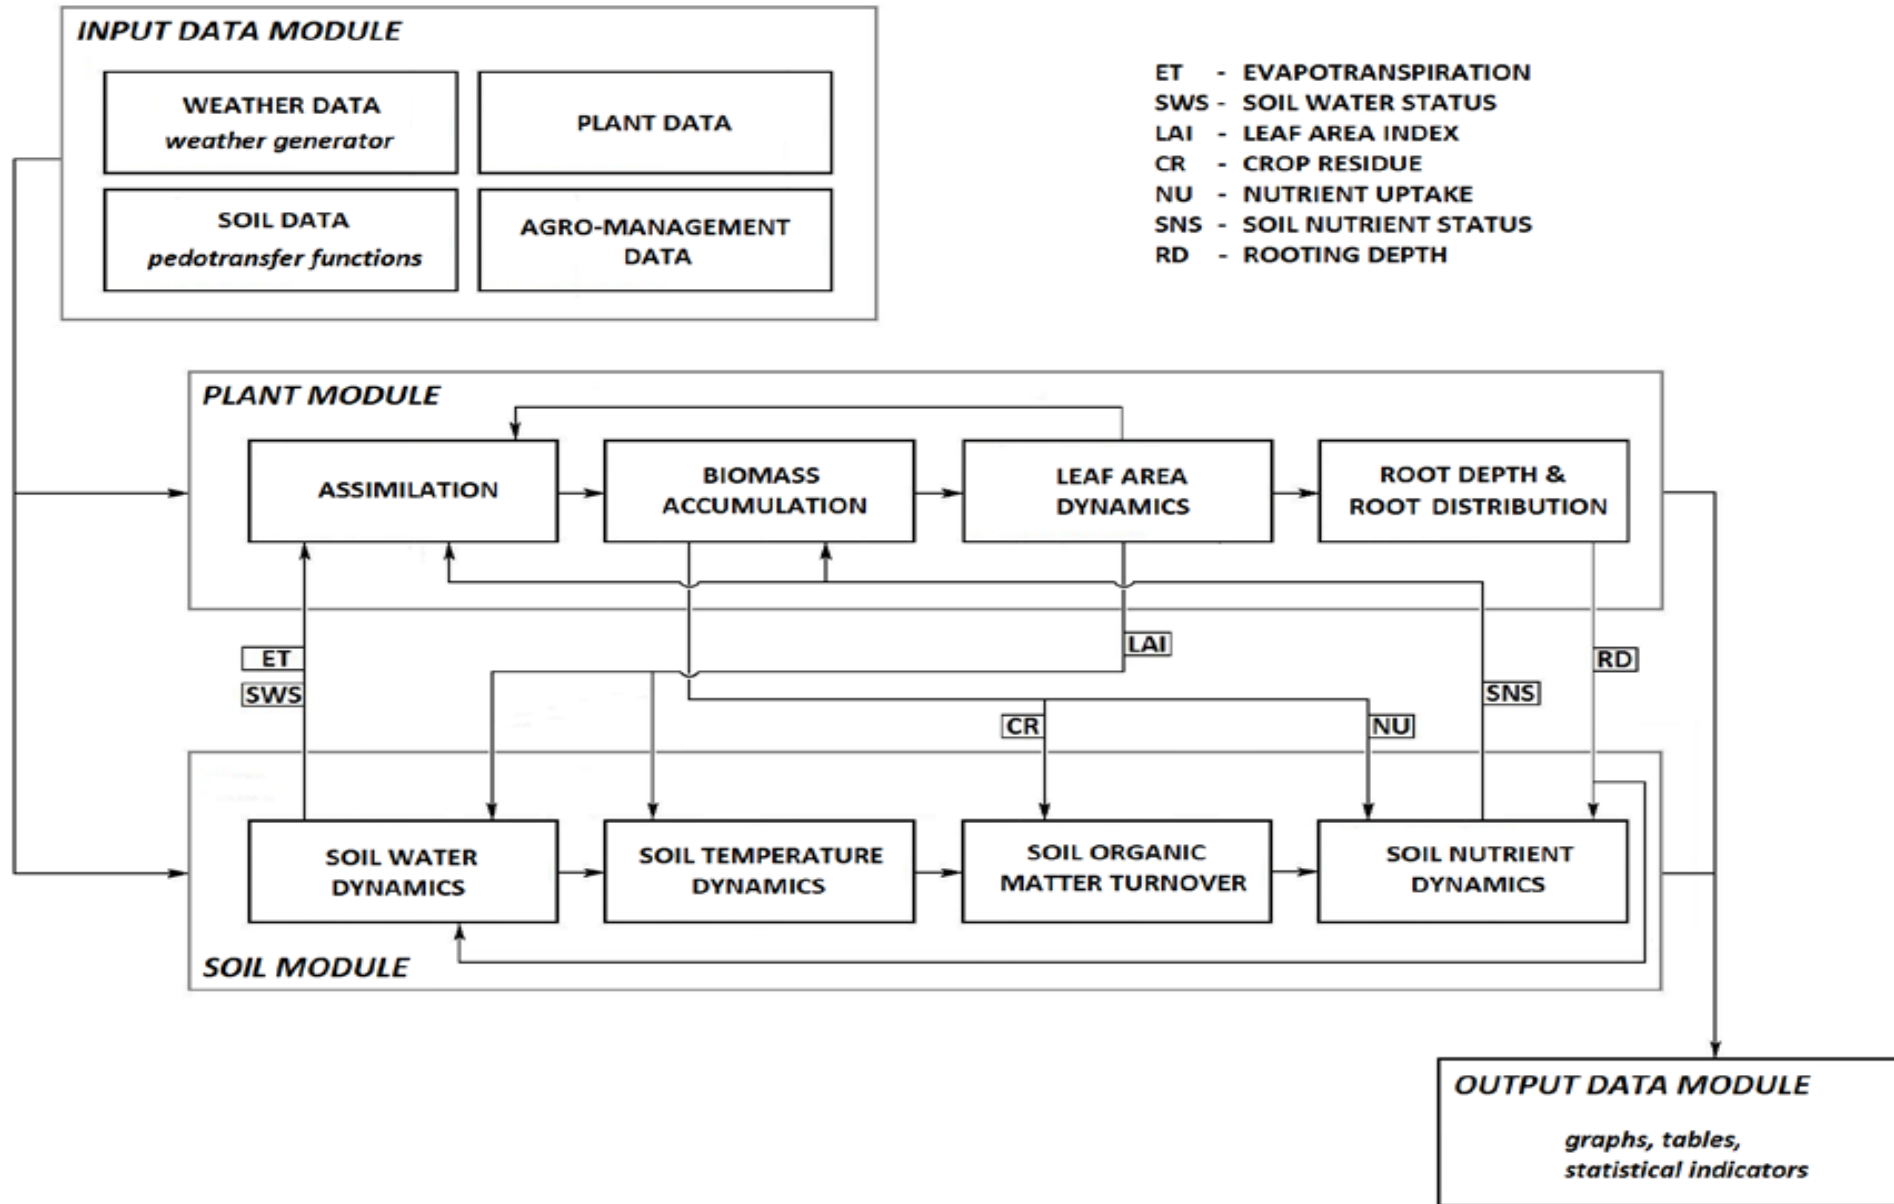 INPUT DATA MODULE
WEATHER DATA
weather generator
PLANT DATA
SOIL DATA
pedotransfer functions
AGRO-MANAGEMENT
DATA
ET - EVAPOTRANSPIRATION
SWS - SOIL WATER STATUS
LAI - LEAF AREA INDEX
CR - CROP RESIDUE
NU - NUTRIENT UPTAKE
SNS - SOIL NUTRIENT STATUS
RD - ROOTING DEPTH
PLANT MODULE
ASSIMILATION
BIOMASS
ACCUMULATION
LEAF AREA
DYNAMICS
ROOT DEPTH &
ROOT DISTRIBUTION
ET
SWS
LAI
CR
NU
SNS
RD
SOIL WATER
DYNAMICS
SOIL TEMPERATURE
DYNAMICS
SOIL ORGANIC
MATTER TURNOVER
SOIL NUTRIENT
DYNAMICS
SOIL MODULE
OUTPUT DATA MODULE
graphs, tables,
statistical indicators